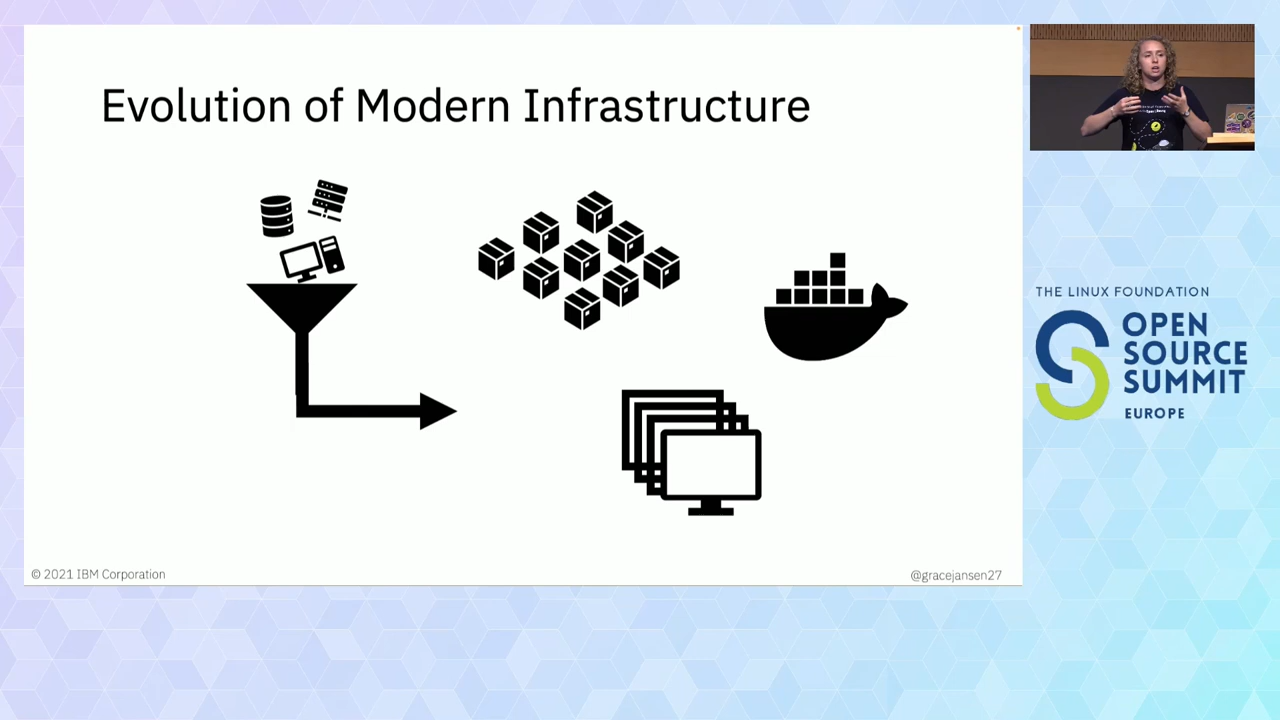 Evolution of Modern Infrastructure
© 2021 IBM Corporation
@gracejansen27
THE LINUX FOUNDATION
OPEN
SOURCE
SUMMIT
EUROPE